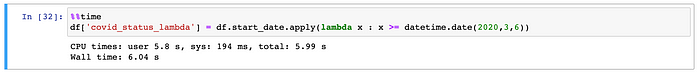 In [32]: %%time
df['covid_status_lambda'] = df.start_date.apply(lambda x : x >= datetime.date(2020,3,6))
CPU times: user 5.8 s, sys: 194 ms, total: 5.99 s
Wall time: 6.04 s